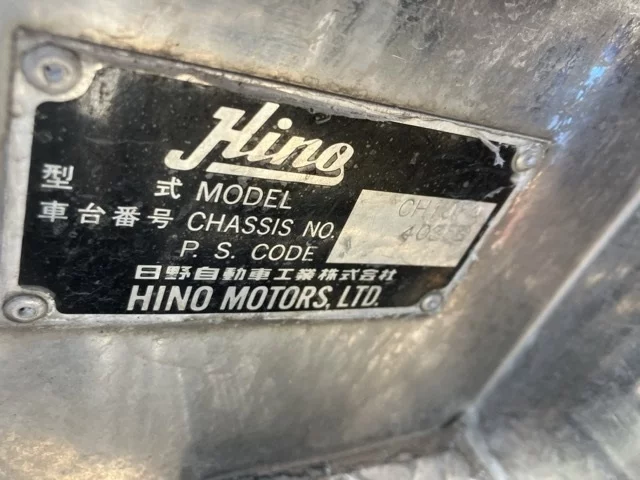 Hino
型 式 MODEL
車台番号 CHASSIS NO.
P. S. CODE
日野自動車工業株式会社
HINO MOTORS, LTD.